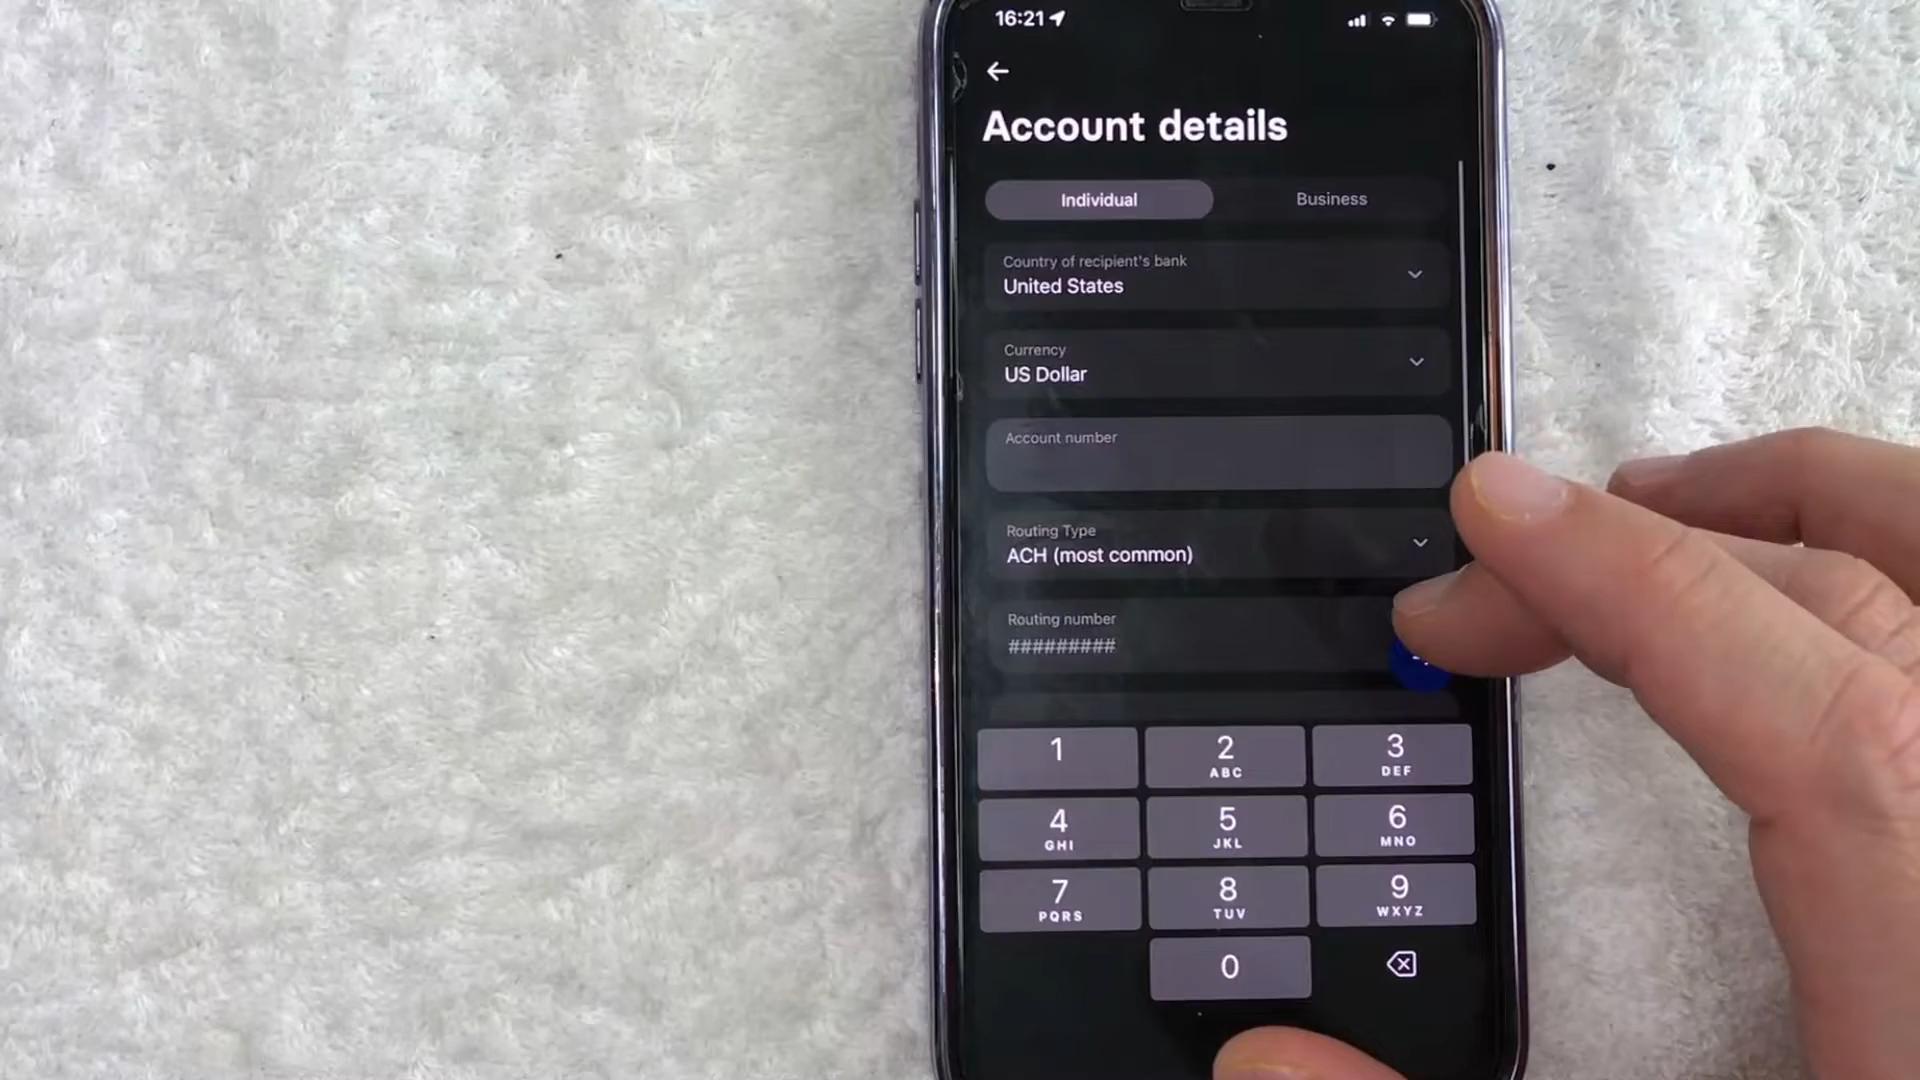 16:21
Account details
Individual
Business
Country of recipient's bank
United States
Currency
US Dollar
Account number
Routing Type
ACH (most common)
Routing number
#########
1
2
ABC
3
DEF
4
GHI
5
JKL
6
MNO
7
PQRS
8
TUV
9
WXYZ
0